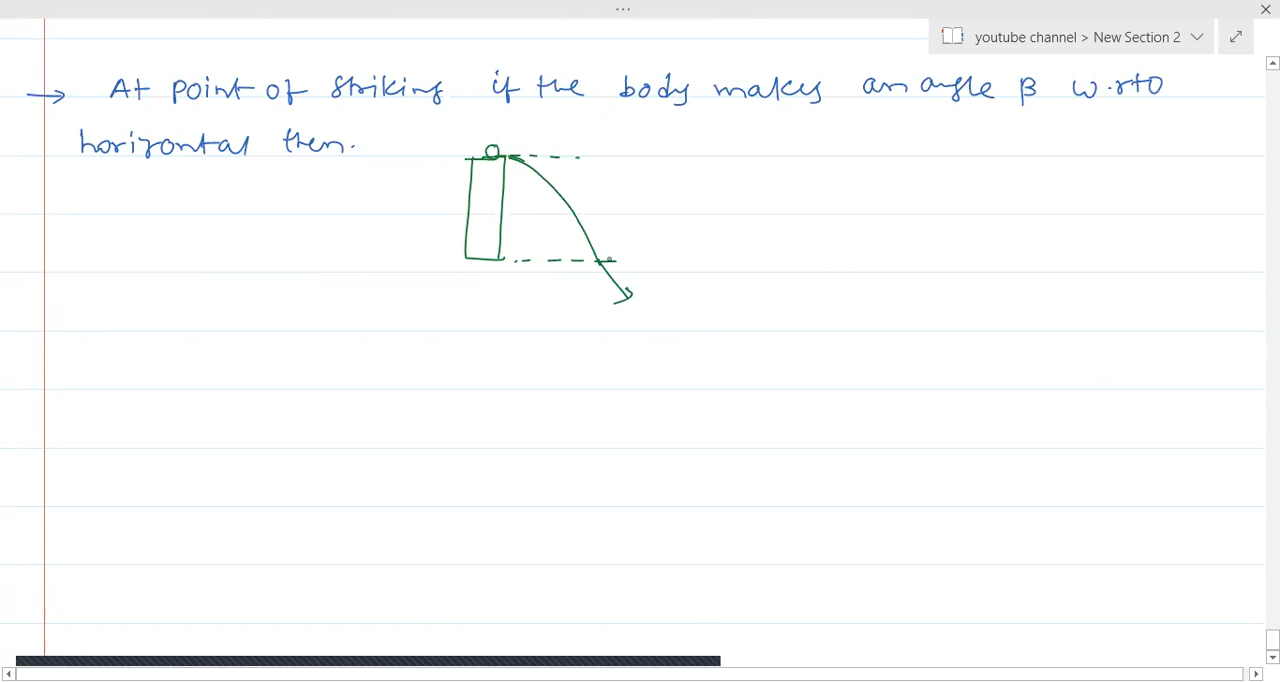 youtube channel > New Section 2
→ At point of striking if the body makes an angle β w.r to
horizontal then.